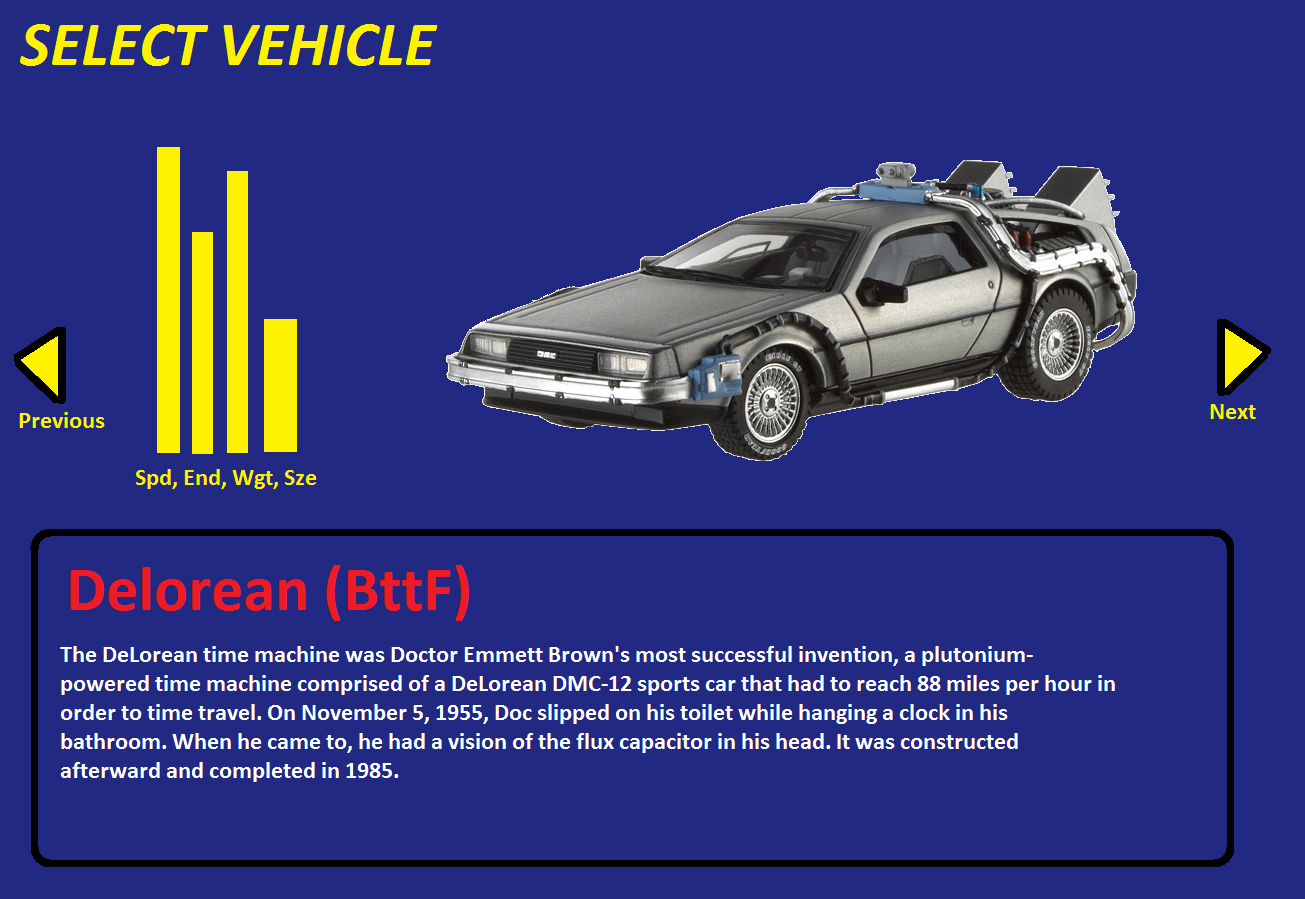 SELECT VEHICLE
DMC
Previous
Next
Spd, End, Wgt, Sze
Delorean (BttF)
The DeLorean time machine was Doctor Emmett Brown's most successful invention, a plutonium-
powered time machine comprised of a DeLorean DMC-12 sports car that had to reach 88 miles per hour in
order to time travel. On November 5, 1955, Doc slipped on his toilet while hanging a clock in his
bathroom. When he came to, he had a vision of the flux capacitor in his head. It was constructed
afterward and completed in 1985.